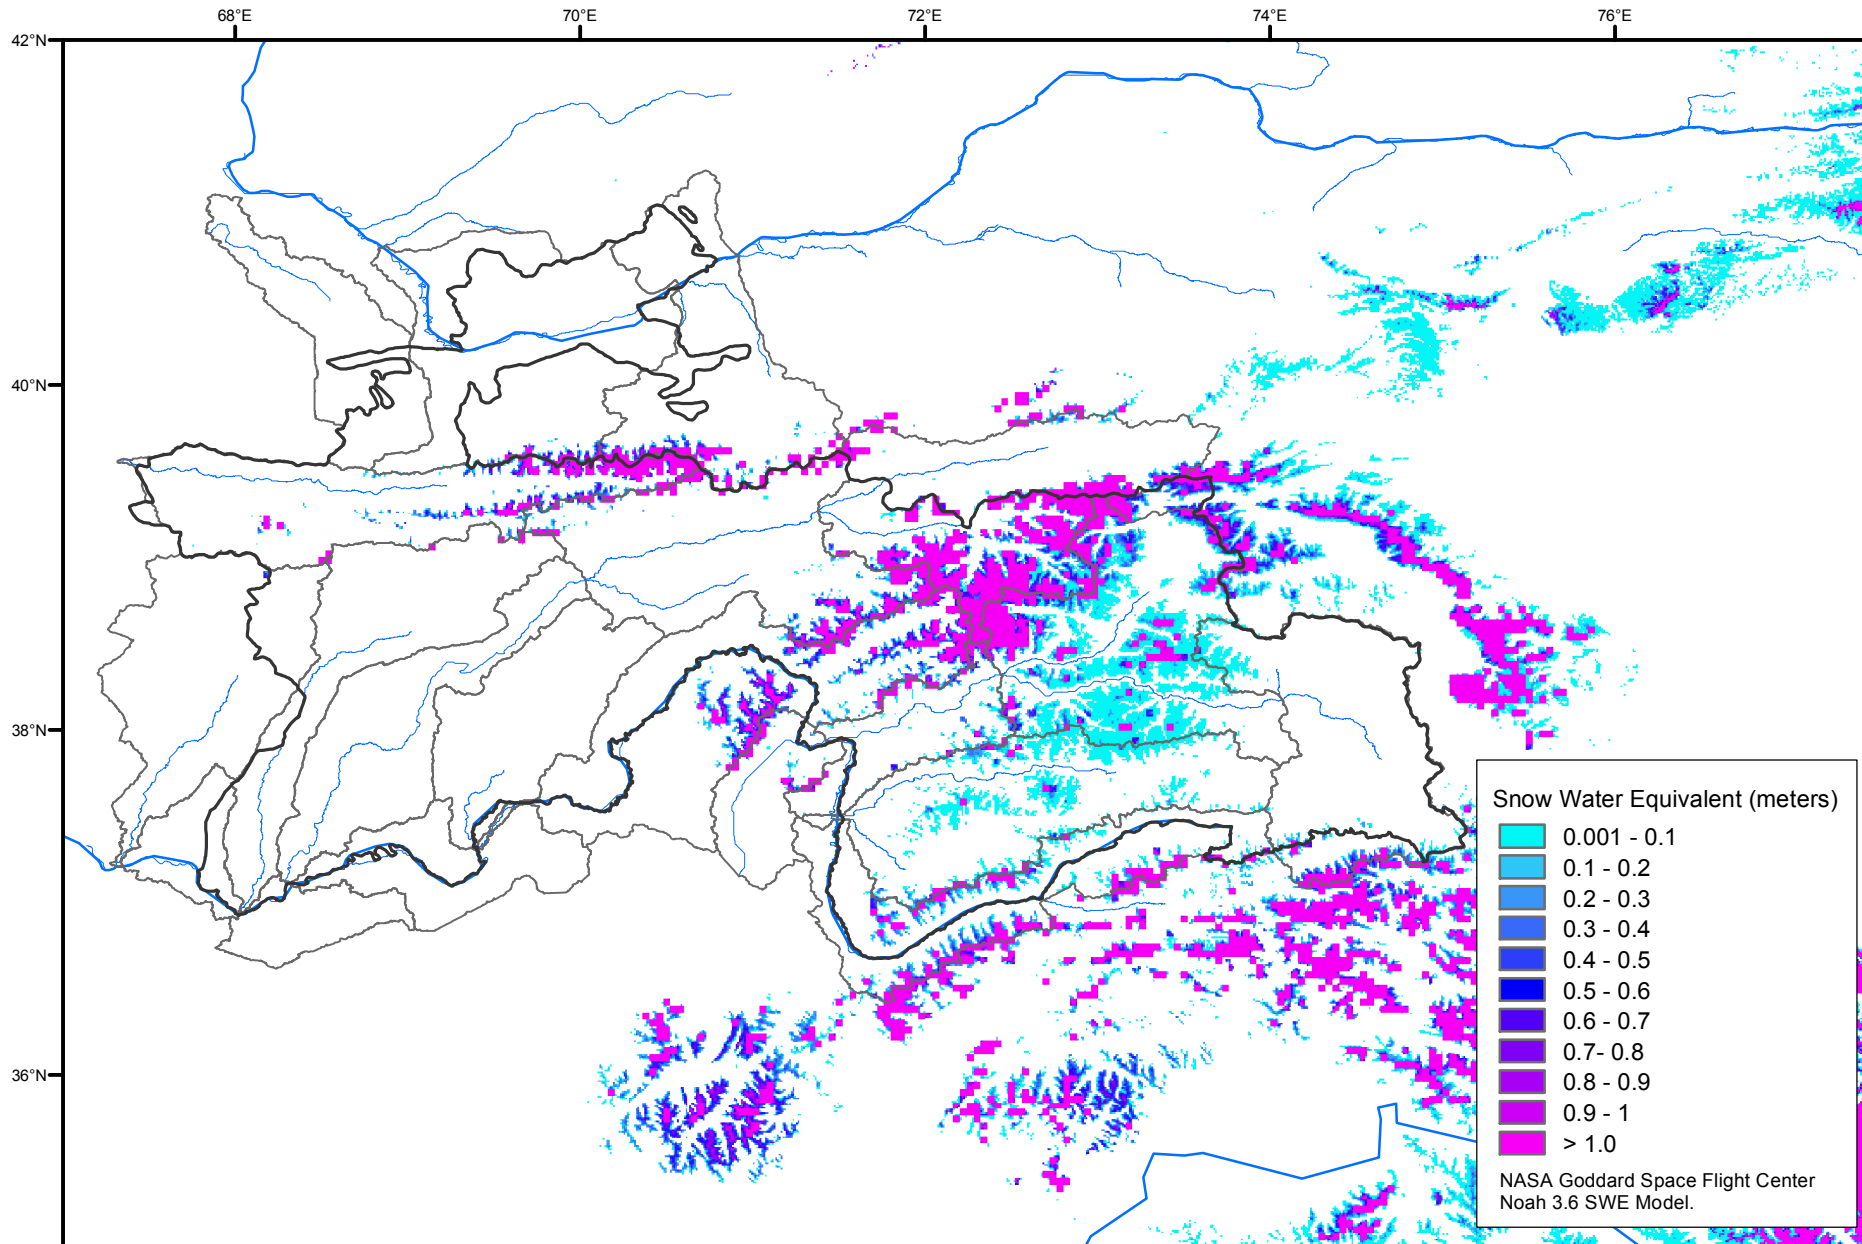 68°E
70°E
72°E
74°E
76°E
42°N
40°N
38°N
36°N
Snow Water Equivalent (meters)
0.001 - 0.1
0.1 - 0.2
0.2 - 0.3
0.3 - 0.4
0.4 - 0.5
0.5 - 0.6
0.6 - 0.7
0.7- 0.8
0.8 - 0.9
0.9 - 1
> 1.0
NASA Goddard Space Flight Center
Noah 3.6 SWE Model.